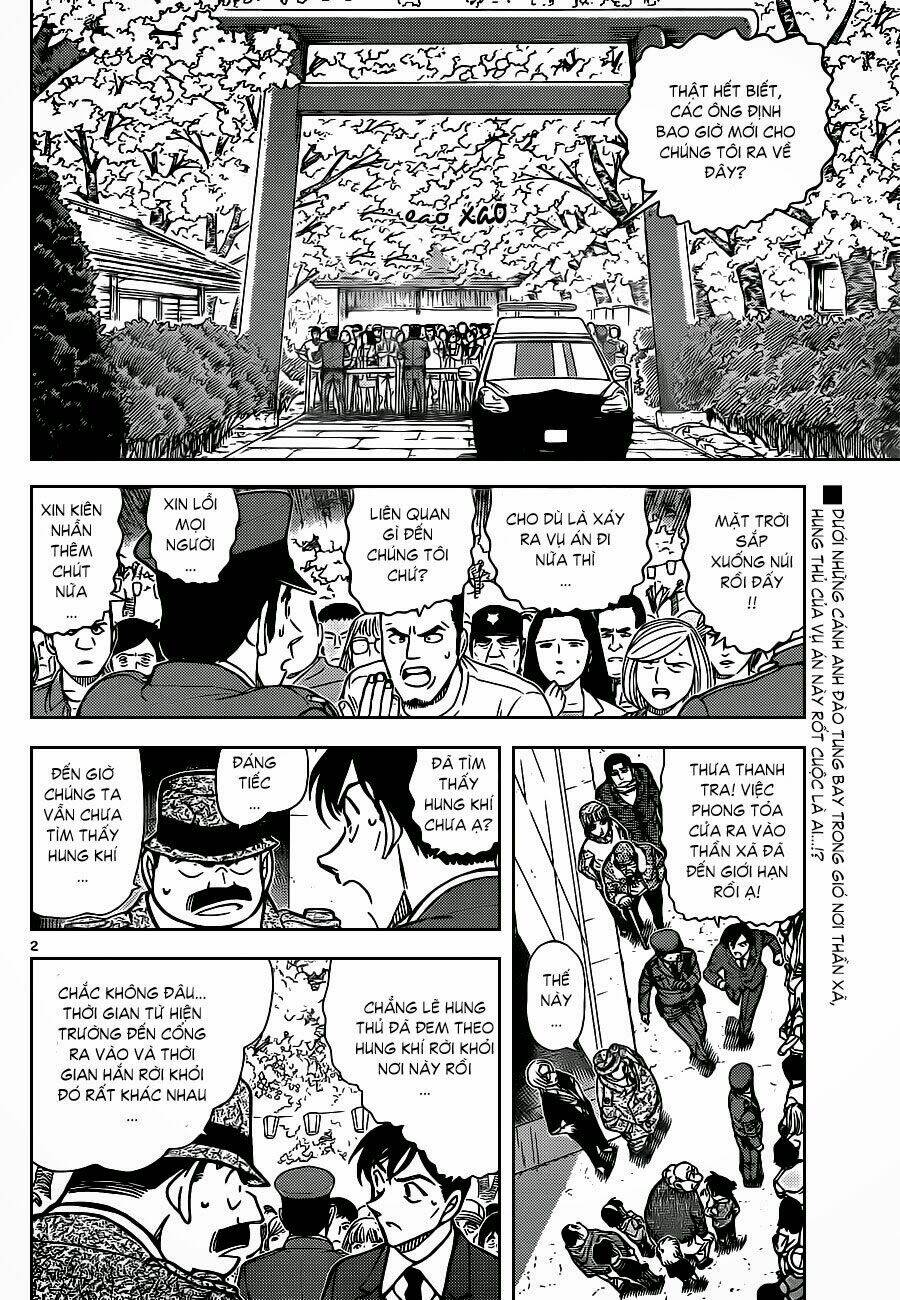 THẬT HẾT BIẾT,
CÁC ÔNG ĐỊNH
BAO GIỜ MỚI CHO
CHÚNG TÔI RA VỀ
ĐÂY?
eao xao
MẶT TRỜI
SẮP
XUỐNG NÚI
RỒI ĐẤY
!!
CHO DÙ LÀ XẢY
RA VỤ ÁN ĐI
NỮA THÌ
...
LIÊN QUAN
GÌ ĐẾN
CHÚNG TÔI
CHỨ?
XIN LỖI
MỌI
NGƯỜI
...
XIN KIÊN
NHẪN
THÊM
CHÚT
NỮA
...
DƯỚI NHỮNG CÁNH ANH ĐÀO TUNG BAY TRONG GIÓ NƠI THẦN XÃ,
HUNG THỦ CỦA VỤ ÁN NÀY RỐT CUỘC LÀ AI...!?
THƯA THANH
TRA! VIỆC
PHONG TỎA
CỬA RA VÀO
THẦN XÃ ĐÃ
ĐẾN GIỚI HẠN
RỒI Ạ!
THẾ
NÀY
...
ĐÃ TÌM
THẤY
HUNG KHÍ
CHƯA Ạ?
ĐÁNG
TIẾC
...
ĐẾN GIỜ
CHÚNG TA
VẪN CHƯA
TÌM THẤY
HUNG KHÍ
...
2
CHẲNG LẼ HUNG
THỦ ĐÃ ĐEM THEO
HUNG KHÍ RỜI KHỎI
NƠI NÀY RỒI
...
CHẮC KHÔNG ĐÂU...
THỜI GIAN TỪ HIỆN
TRƯỜNG ĐẾN CỔNG
RA VÀO VÀ THỜI
GIAN HẮN RỜI KHỎI
ĐÓ RẤT KHÁC NHAU
...